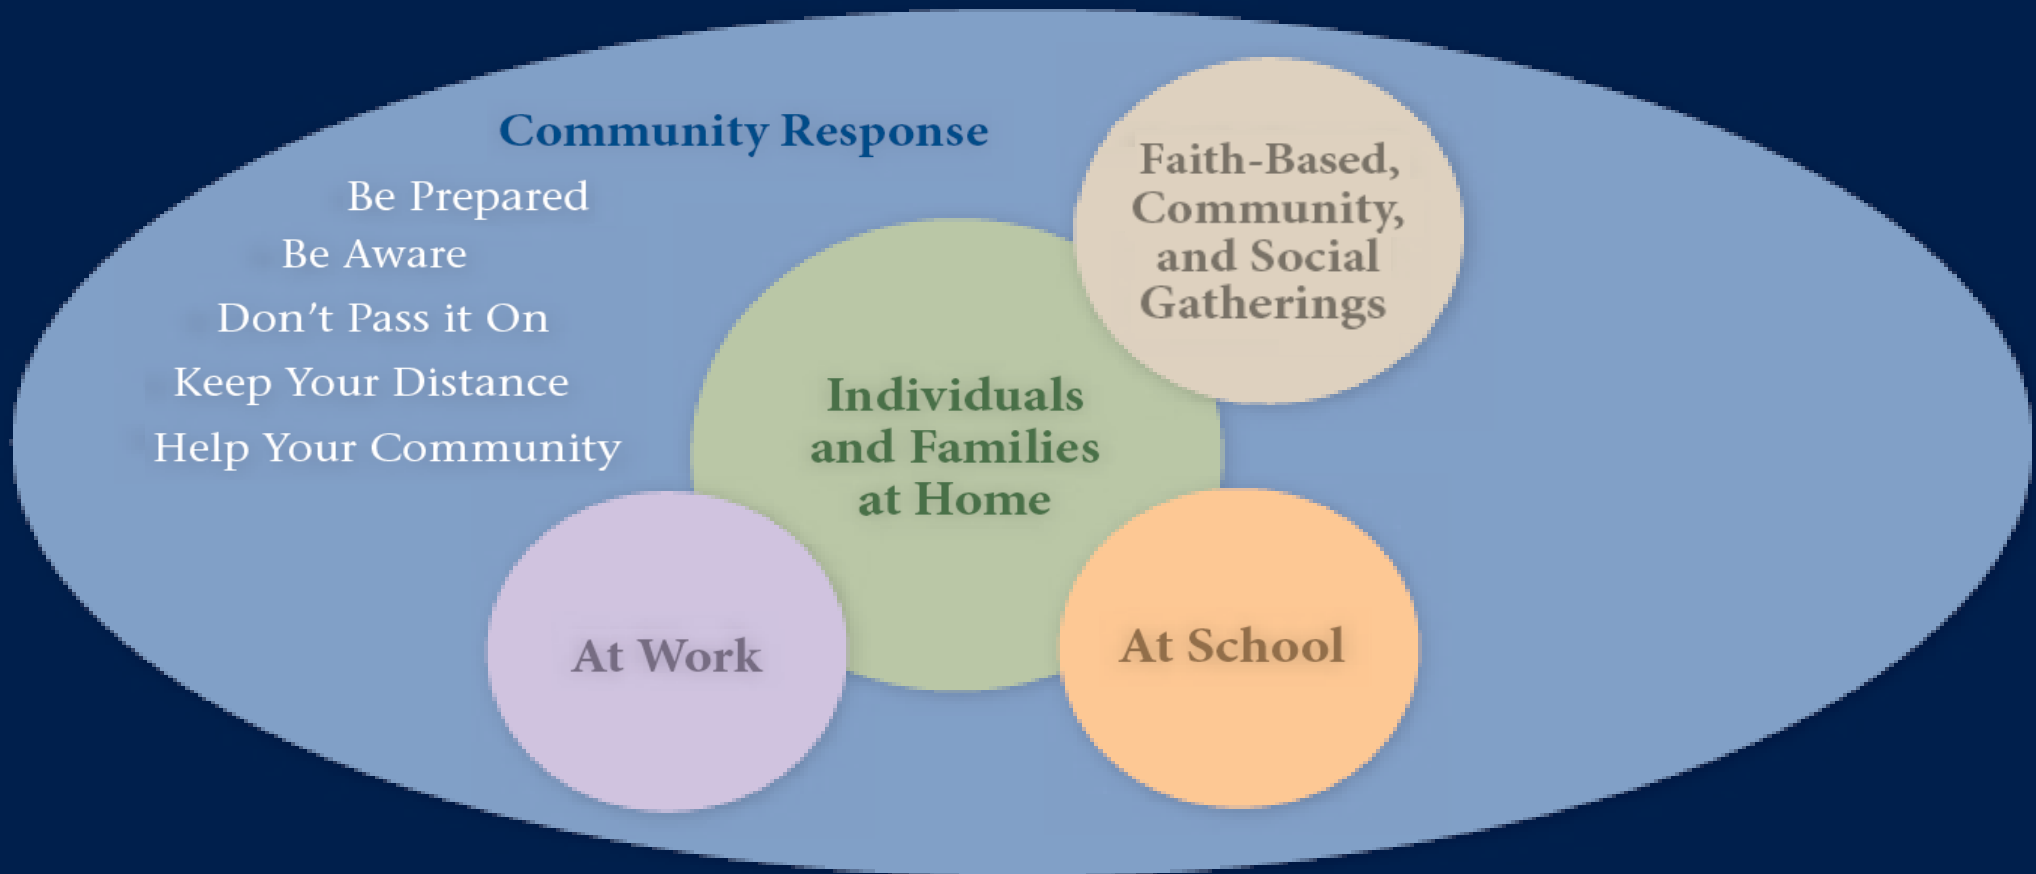 Community Response
Be Prepared
Be Aware
Don’t Pass it On
Keep Your Distance
Help Your Community
Faith-Based,
Community,
and Social
Gatherings
Individuals
and Families
at Home
At Work
At School